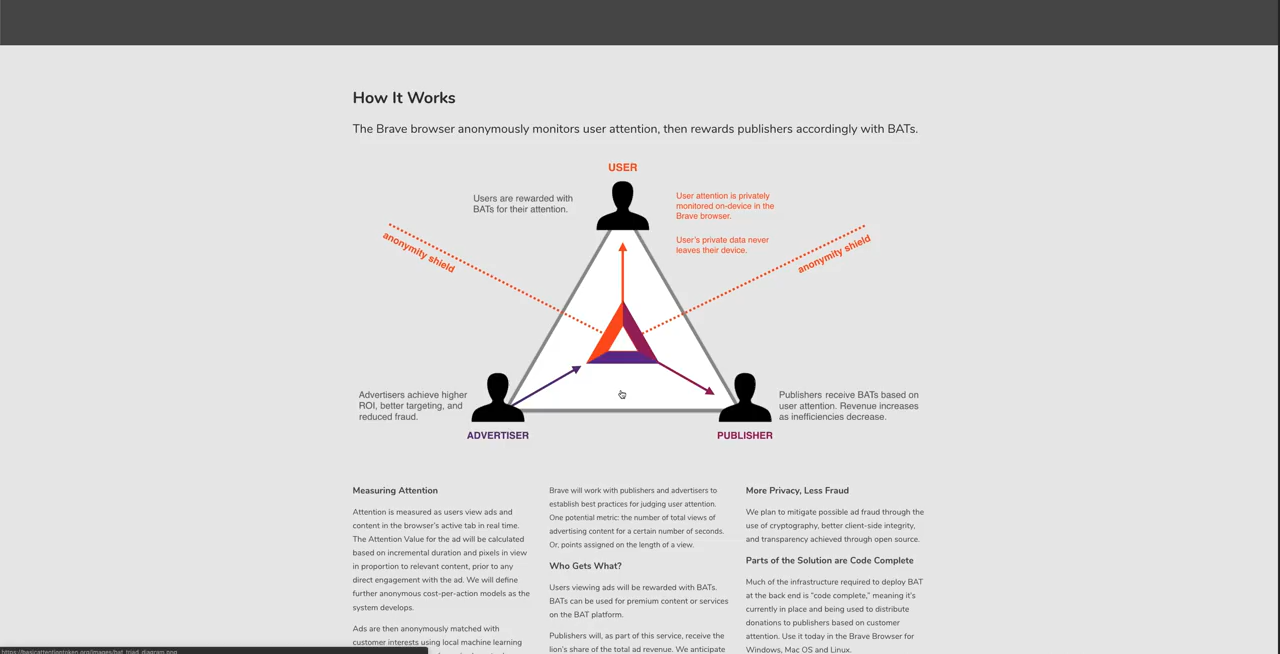 How It Works
The Brave browser anonymously monitors user attention, then rewards publishers accordingly with BATs.
USER
Users are rewarded with
BATs for their attention.
User attention is privately
monitored on-device in the
Brave browser.
User's private data never
leaves their device.
anonymity shield
anonymity shield
Advertisers achieve higher
ROI, better targeting, and
reduced fraud.
Publishers receive BATs based on
user attention. Revenue increases
as inefficiencies decrease.
ADVERTISER
PUBLISHER
Measuring Attention
Attention is measured as users view ads and
content in the browser's active tab in real time.
The Attention Value for the ad will be calculated
based on incremental duration and pixels in view
in proportion to relevant content, prior to any
direct engagement with the ad. We will define
further anonymous cost-per-action models as the
system develops.
Ads are then anonymously matched with
customer interests using local machine learning
Brave will work with publishers and advertisers to
establish best practices for judging user attention.
One potential metric: the number of total views of
advertising content for a certain number of seconds.
Or, points assigned on the length of a view.
Who Gets What?
Users viewing ads will be rewarded with BATs.
BATs can be used for premium content or services
on the BAT platform.
Publishers will, as part of this service, receive the
lion's share of the total ad revenue. We anticipate
More Privacy, Less Fraud
We plan to mitigate possible ad fraud through the
use of cryptography, better client-side integrity,
and transparency achieved through open source.
Parts of the Solution are Code Complete
Much of the infrastructure required to deploy BAT
at the back end is “code complete,” meaning it's
currently in place and being used to distribute
donations to publishers based on customer
attention. Use it today in the Brave Browser for
Windows, Mac OS and Linux.
https://basicattentiontoken.org/images/bat_triad_diagram.png